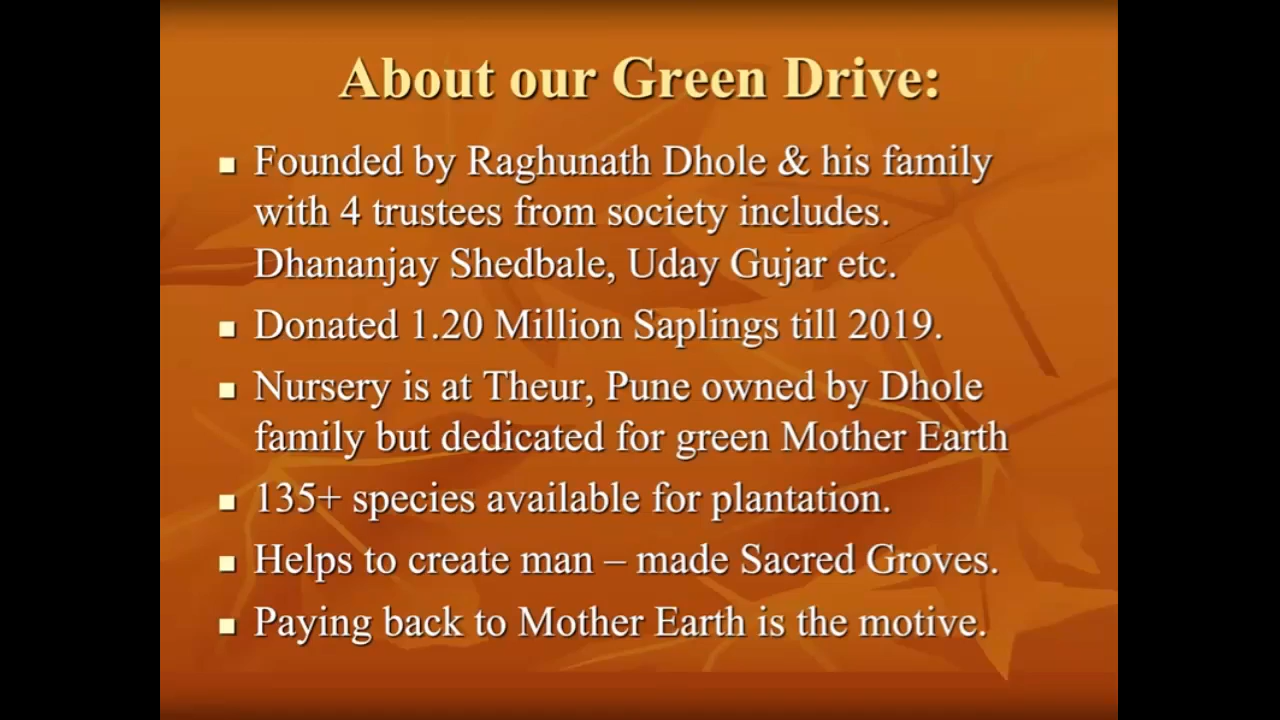 About our Green Drive:
Founded by Raghunath Dhole & his family
with 4 trustees from society includes.
Dhananjay Shedbale, Uday Gujar etc.
Donated 1.20 Million Saplings till 2019.
Nursery is at Theur, Pune owned by Dhole
family but dedicated for green Mother Earth
135+ species available for plantation.
Helps to create man – made Sacred Groves.
Paying back to Mother Earth is the motive.